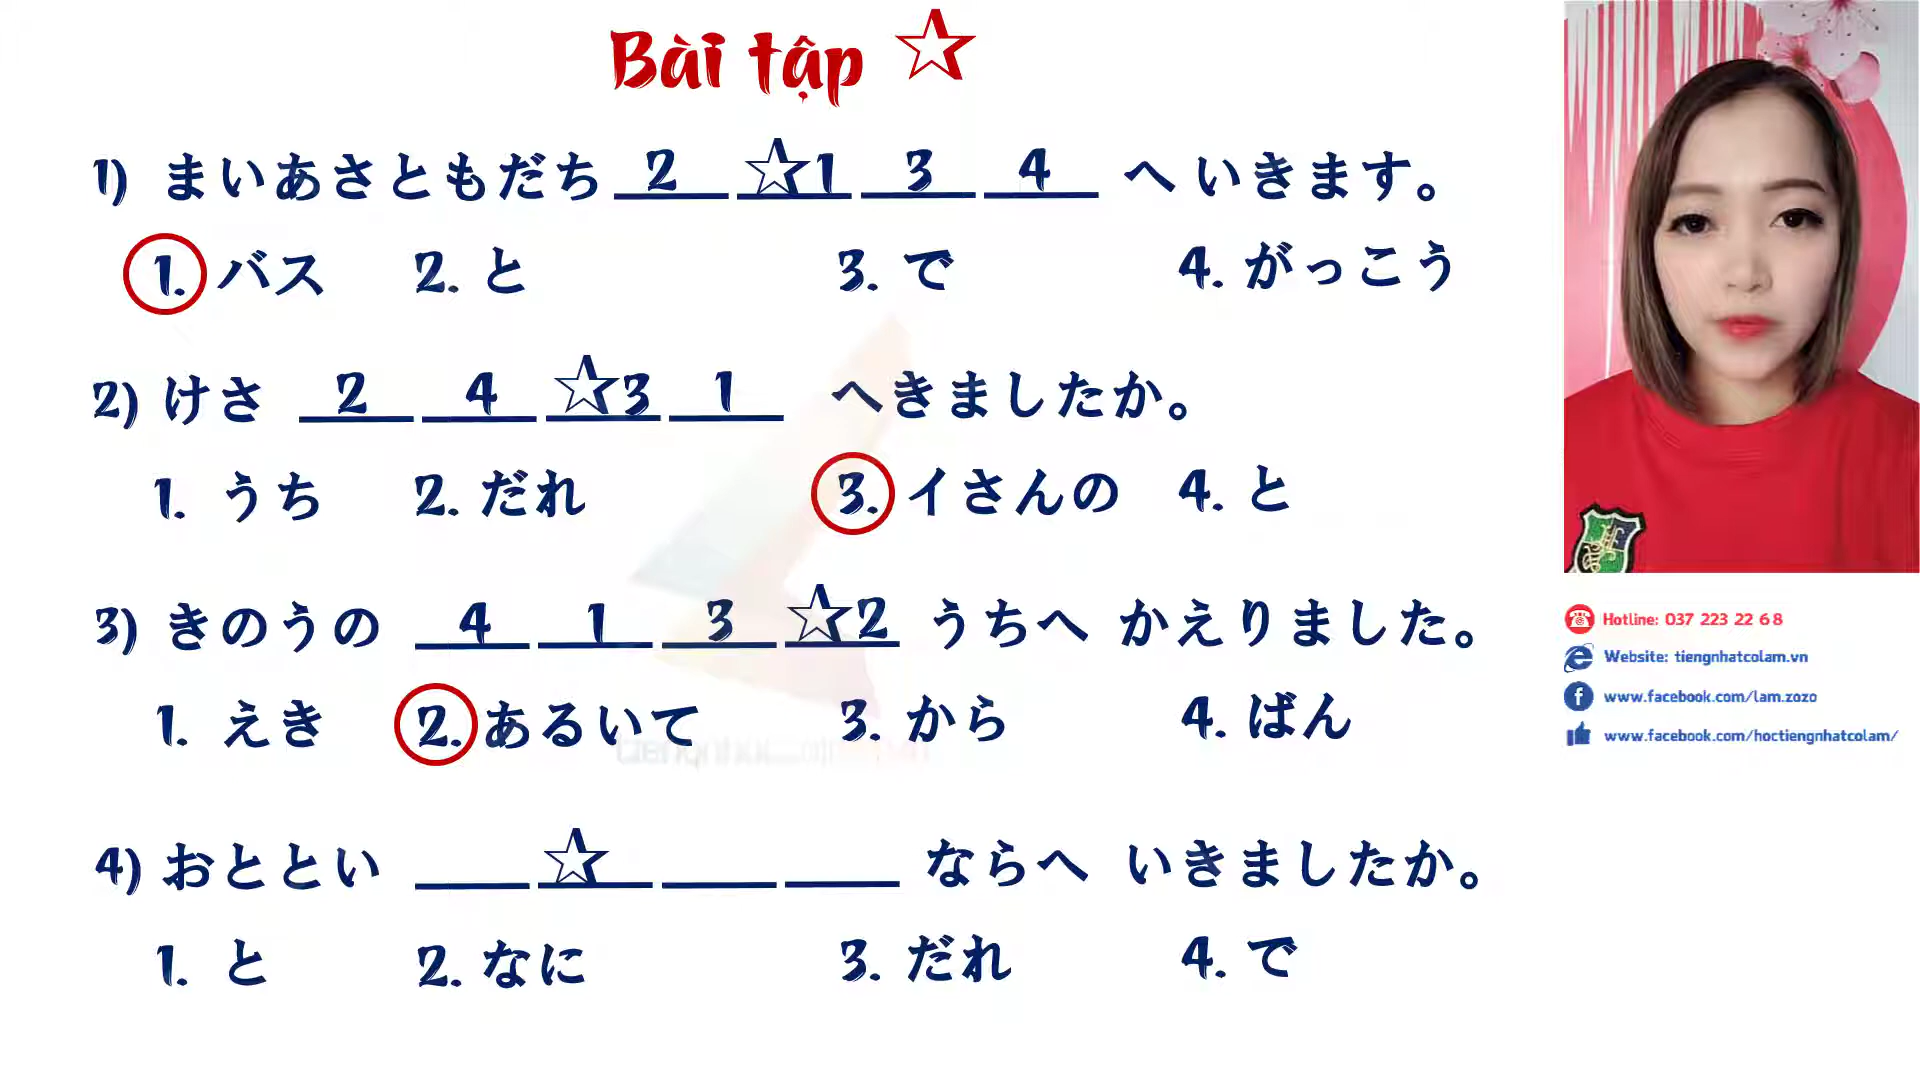 Bài tập ☆
1) まいあさともだち 2 ☆1 3 4 へ いきます。
1. バス 2. と 3. で 4. がっこう
2) けさ 2 4 ☆3 1 へきましたか。
1. うち 2. だれ 3. イさんの 4. と
3) きのうの 4 1 3 ☆2 うちへ かえりました。
1. えき 2. あるいて 3. から 4. ばん
4) おととい ___ ☆ ___ ___ ならへ いきましたか。
1. と 2. なに 3. だれ 4. で
Hotline: 037 223 22 68
Website: tiengnhatcolam.vn
www.facebook.com/lam.zozo
www.facebook.com/hoctiengnhatcolam/